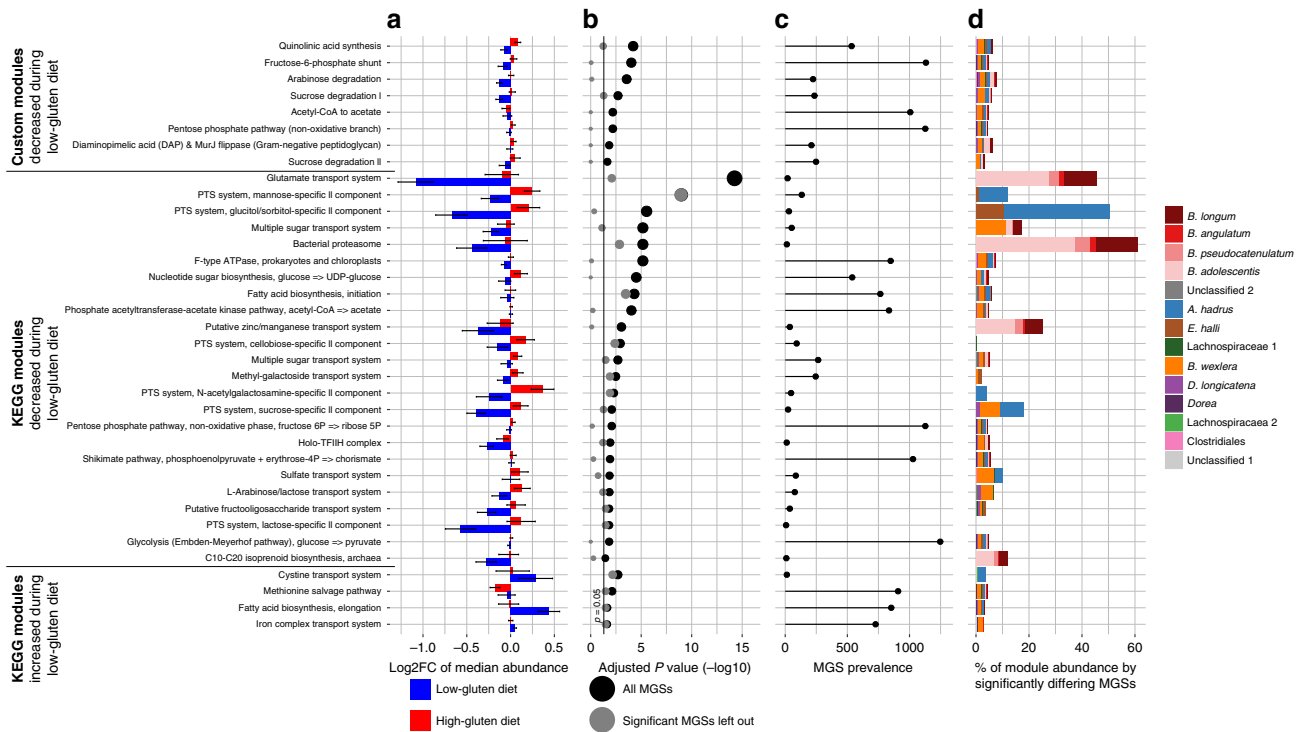 a
b
c
d
Custom modules
decreased during
low-gluten diet
Quinolinic acid synthesis
Fructose-6-phosphate shunt
Arabinose degradation
Sucrose degradation I
Acetyl-CoA to acetate
Pentose phosphate pathway (non-oxidative branch)
Diaminopimelic acid (DAP) & MurJ flippase (Gram-negative peptidoglycan)
Sucrose degradation II
KEGG modules
decreased during
low-gluten diet
Glutamate transport system
PTS system, mannose-specific II component
PTS system, glucitol/sorbitol-specific II component
Multiple sugar transport system
Bacterial proteasome
F-type ATPase, prokaryotes and chloroplasts
Nucleotide sugar biosynthesis, glucose => UDP-glucose
Fatty acid biosynthesis, initiation
Phosphate acetyltransferase-acetate kinase pathway, acetyl-CoA => acetate
Putative zinc/manganese transport system
PTS system, cellobiose-specific II component
Multiple sugar transport system
Methyl-galactoside transport system
PTS system, N-acetylgalactosamine-specific II component
PTS system, sucrose-specific II component
Pentose phosphate pathway, non-oxidative phase, fructose 6P => ribose 5P
Holo-TFIIH complex
Shikimate pathway, phosphoenolpyruvate + erythrose-4P => chorismate
Sulfate transport system
L-Arabinose/lactose transport system
Putative fructooligosaccharide transport system
PTS system, lactose-specific II component
Glycolysis (Embden-Meyerhof pathway), glucose => pyruvate
C10-C20 isoprenoid biosynthesis, archaea
KEGG modules
increased during
low-gluten diet
Cystine transport system
Methionine salvage pathway
Fatty acid biosynthesis, elongation
Iron complex transport system
p = 0.05
−1.0 −0.5 0.0 0.5
Log2FC of median abundance
0 5 10 15
Adjusted P value (−log10)
0 500 1000
MGS prevalence
0 10 20 30 40 50 60
% of module abundance by
significantly differing MGSs
Low-gluten diet
High-gluten diet
All MGSs
Significant MGSs left out
B. longum
B. angulatum
B. pseudocatenulatum
B. adolescentis
Unclassified 2
A. hadrus
E. halli
Lachnospiraceae 1
B. wexlera
D. longicatena
Dorea
Lachnospiracaea 2
Clostridiales
Unclassified 1